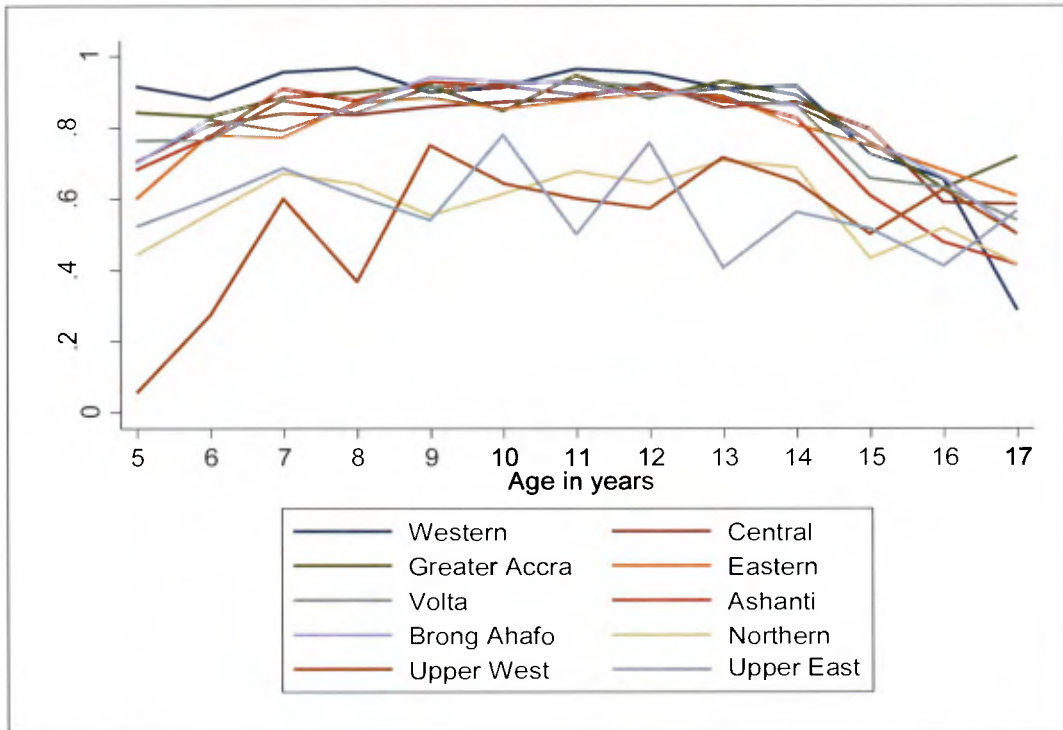 1
.8
.6
.4
.2
0
5 6 7 8 9 10 11 12 13 14 15 16 17
Age in years
Western Central
Greater Accra Eastern
Volta Ashanti
Brong Ahafo Northern
Upper West Upper East